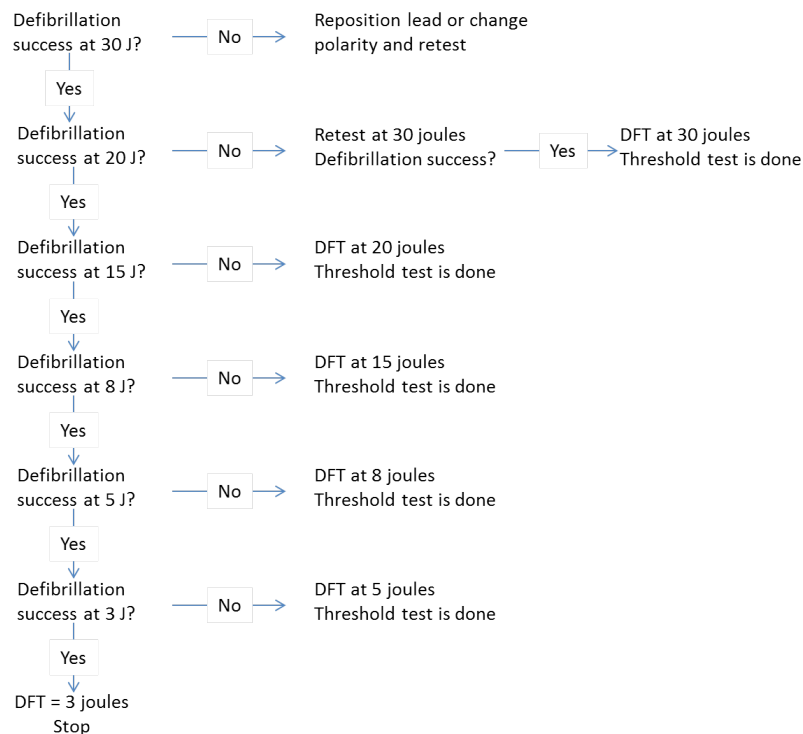 Defibrillation
success at 30 J?
No
Reposition lead or change
polarity and retest
Yes
Defibrillation
success at 20 J?
No
Retest at 30 joules
Defibrillation success?
Yes
DFT at 30 joules
Threshold test is done
Yes
Defibrillation
success at 15 J?
No
DFT at 20 joules
Threshold test is done
Yes
Defibrillation
success at 8 J?
No
DFT at 15 joules
Threshold test is done
Yes
Defibrillation
success at 5 J?
No
DFT at 8 joules
Threshold test is done
Yes
Defibrillation
success at 3 J?
No
DFT at 5 joules
Threshold test is done
Yes
DFT = 3 joules
Stop